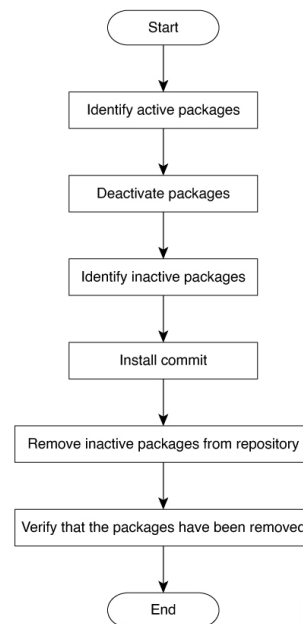 Start
Identify active packages
Deactivate packages
Identify inactive packages
Install commit
Remove inactive packages from repository
Verify that the packages have been removed
End